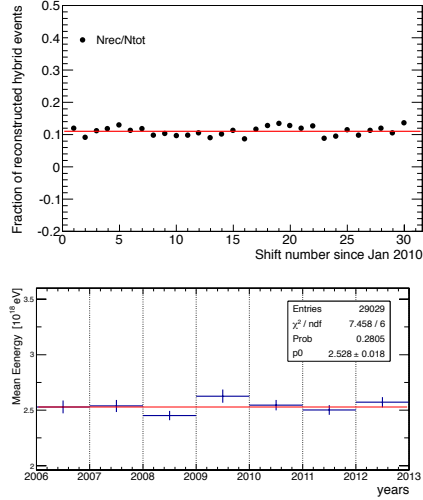 Fraction of reconstructed hybrid events
0.5
0.4
0.3
0.2
0.1
0
-0.1
-0.2
Nrec/Ntot
0 5 10 15 20 25 30
Shift number since Jan 2010
Mean Eenergy [10^18 eV]
3.5
3
2.5
2
Entries 29029
χ² / ndf 7.458 / 6
Prob 0.2805
p0 2.528 ± 0.018
2006 2007 2008 2009 2010 2011 2012 2013
years